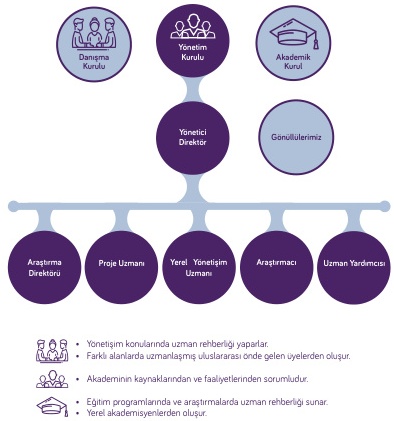 Danışma
Kurulu
Yönetim
Kurulu
Akademik
Kurul
Yönetici
Direktör
Gönüllülerimiz
Araştırma
Direktörü
Proje Uzmanı
Yerel Yönetişim
Uzmanı
Araştırmacı
Uzman Yardımcısı
• Yönetişim konularında uzman rehberliği yaparlar.
• Farklı alanlarda uzmanlaşmış uluslararası önde gelen üyelerden oluşur.
• Akademinin kaynaklarından ve faaliyetlerinden sorumludur.
• Eğitim programlarında ve araştırmalarda uzman rehberliği sunar.
• Yerel akademisyenlerden oluşur.